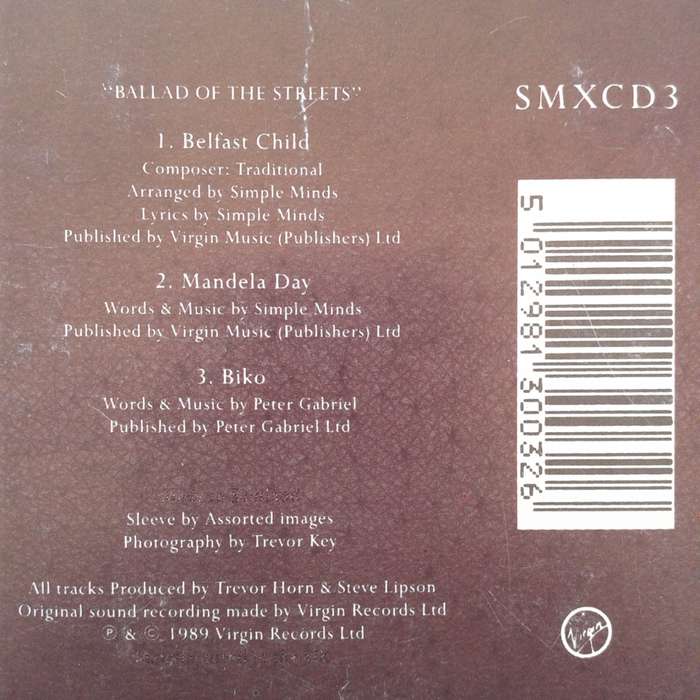 "BALLAD OF THE STREETS"
SMXCD3
1. Belfast Child
Composer: Traditional
Arranged by Simple Minds
Lyrics by Simple Minds
Published by Virgin Music (Publishers) Ltd
2. Mandela Day
Words & Music by Simple Minds
Published by Virgin Music (Publishers) Ltd
3. Biko
Words & Music by Peter Gabriel
Published by Peter Gabriel Ltd
Sleeve by Assorted images
Photography by Trevor Key
All tracks Produced by Trevor Horn & Steve Lipson
Original sound recording made by Virgin Records Ltd
Ⓟ & © 1989 Virgin Records Ltd
5 012981 300326
Virgin